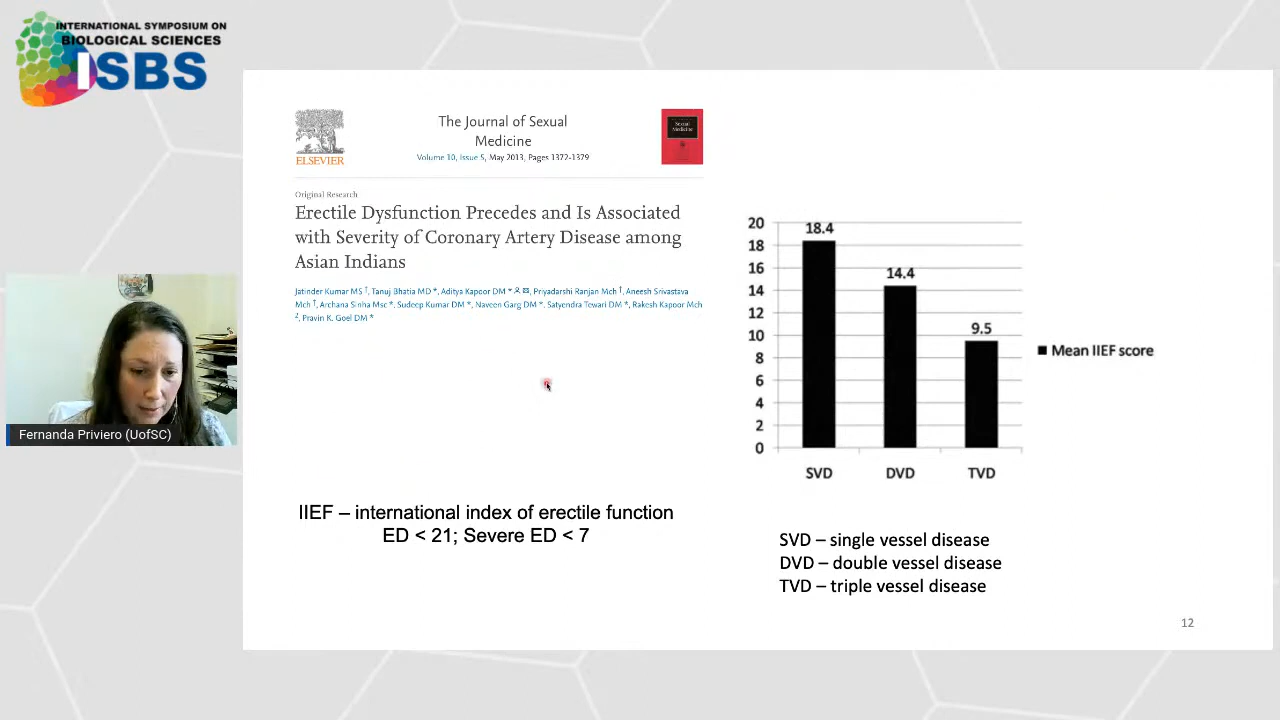 INTERNATIONAL SYMPOSIUM ON
BIOLOGICAL SCIENCES
ISBS
ELSEVIER
The Journal of Sexual
Medicine
Volume 10, Issue 5, May 2013, Pages 1372-1379
Sexual
Medicine
Original Research
Erectile Dysfunction Precedes and Is Associated
with Severity of Coronary Artery Disease among
Asian Indians
Jatinder Kumar MS †, Tanuj Bhatia MD *, Aditya Kapoor DM *, Priyadarshi Ranjan Mch †, Aneesh Srivastava
Mch †, Archana Sinha Msc *, Sudeep Kumar DM *, Naveen Garg DM *, Satyendra Tewari DM *, Rakesh Kapoor Mch
, Pravin K. Goel DM *
Fernanda Priviero (UofSC)
IIEF – international index of erectile function
ED < 21; Severe ED < 7
20
18
16
14
12
10
8
6
4
2
0
18.4
14.4
9.5
SVD
DVD
TVD
Mean IIEF score
SVD – single vessel disease
DVD – double vessel disease
TVD – triple vessel disease
12